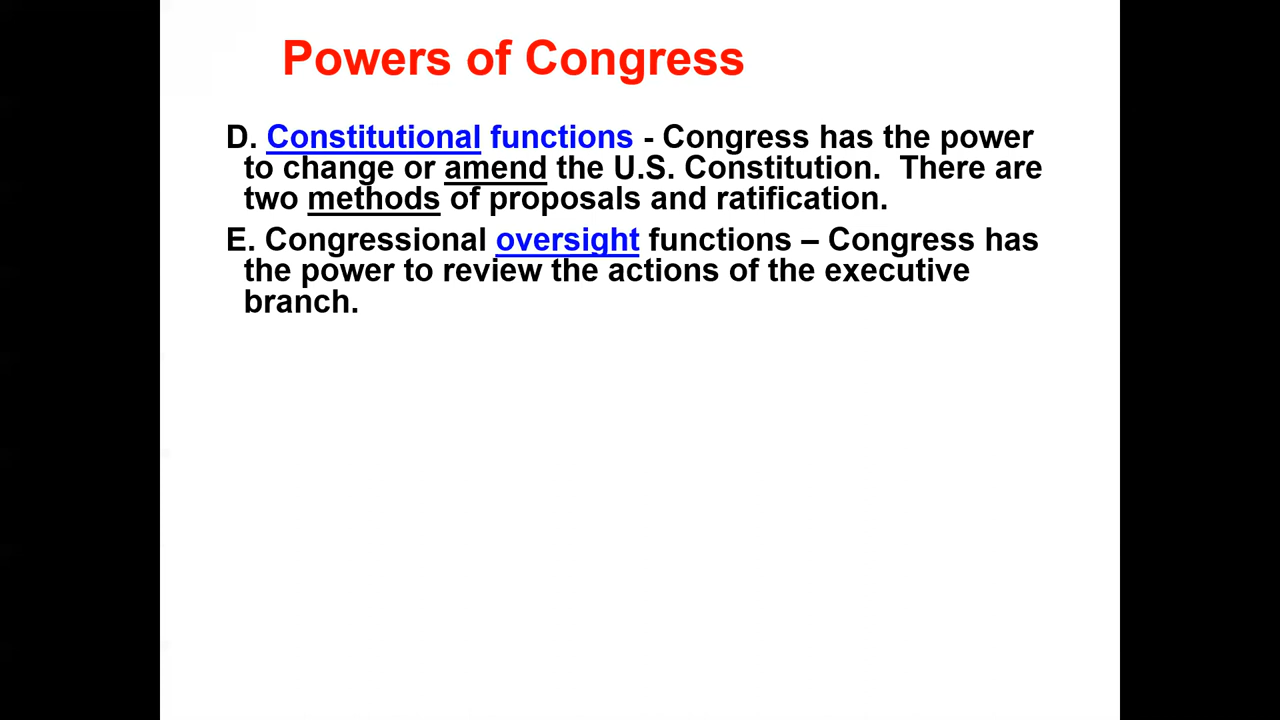 Powers of Congress
D. Constitutional functions - Congress has the power
to change or amend the U.S. Constitution.  There are
two methods of proposals and ratification.
E. Congressional oversight functions – Congress has
the power to review the actions of the executive
branch.